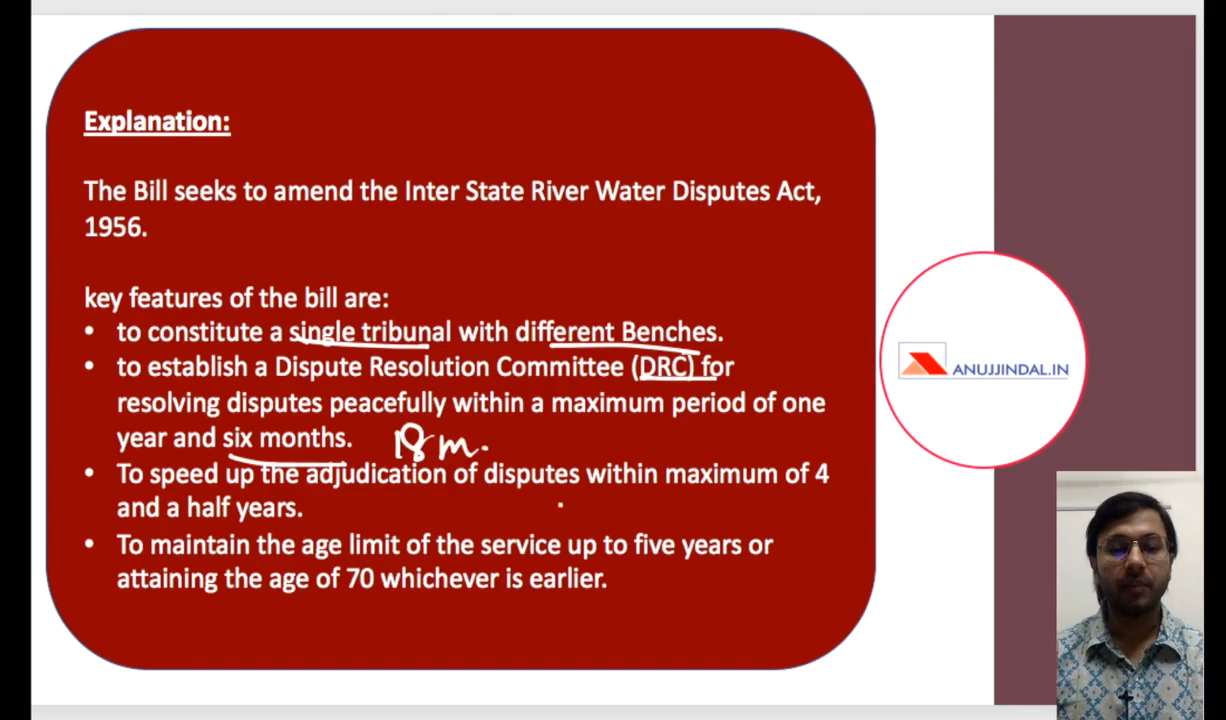 Explanation:
The Bill seeks to amend the Inter State River Water Disputes Act,
1956.
key features of the bill are:
• to constitute a single tribunal with different Benches.
• to establish a Dispute Resolution Committee (DRC) for
resolving disputes peacefully within a maximum period of one
year and six months. 18 m.
• To speed up the adjudication of disputes within maximum of 4
and a half years.
• To maintain the age limit of the service up to five years or
attaining the age of 70 whichever is earlier.
ANUJJINDAL.IN